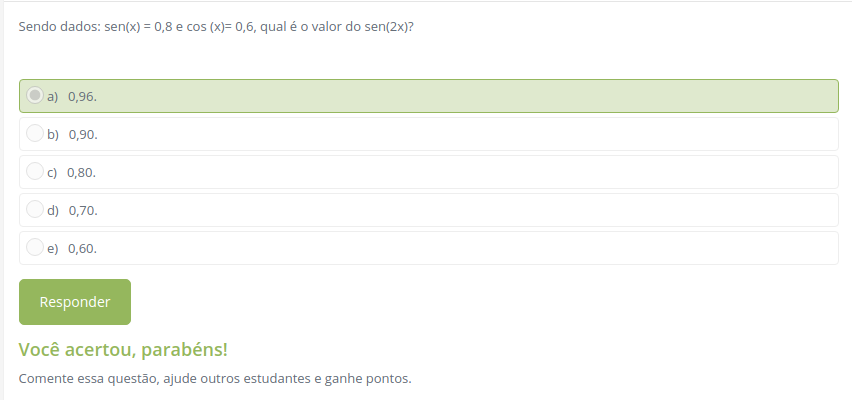 Sendo dados: sen(x) = 0,8 e cos (x)= 0,6, qual é o valor do sen(2x)?
a) 0,96.
b) 0,90.
c) 0,80.
d) 0,70.
e) 0,60.
Responder
Você acertou, parabéns!
Comente essa questão, ajude outros estudantes e ganhe pontos.